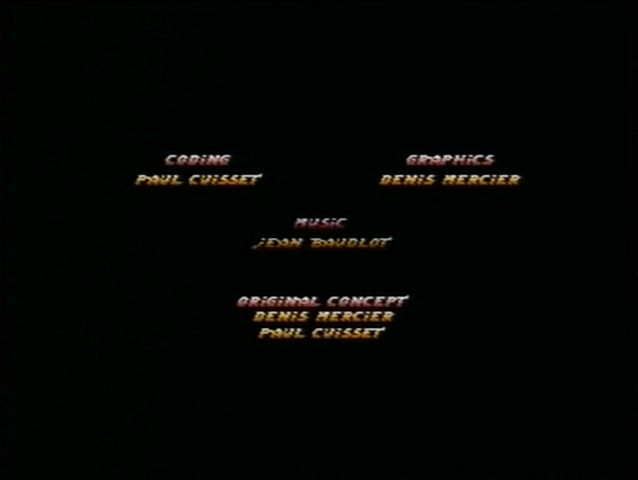 CODING
PAUL CUISSET
GRAPHICS
DENIS MERCIER
MUSIC
JEAN BAUDLOT
ORIGINAL CONCEPT
DENIS MERCIER
PAUL CUISSET